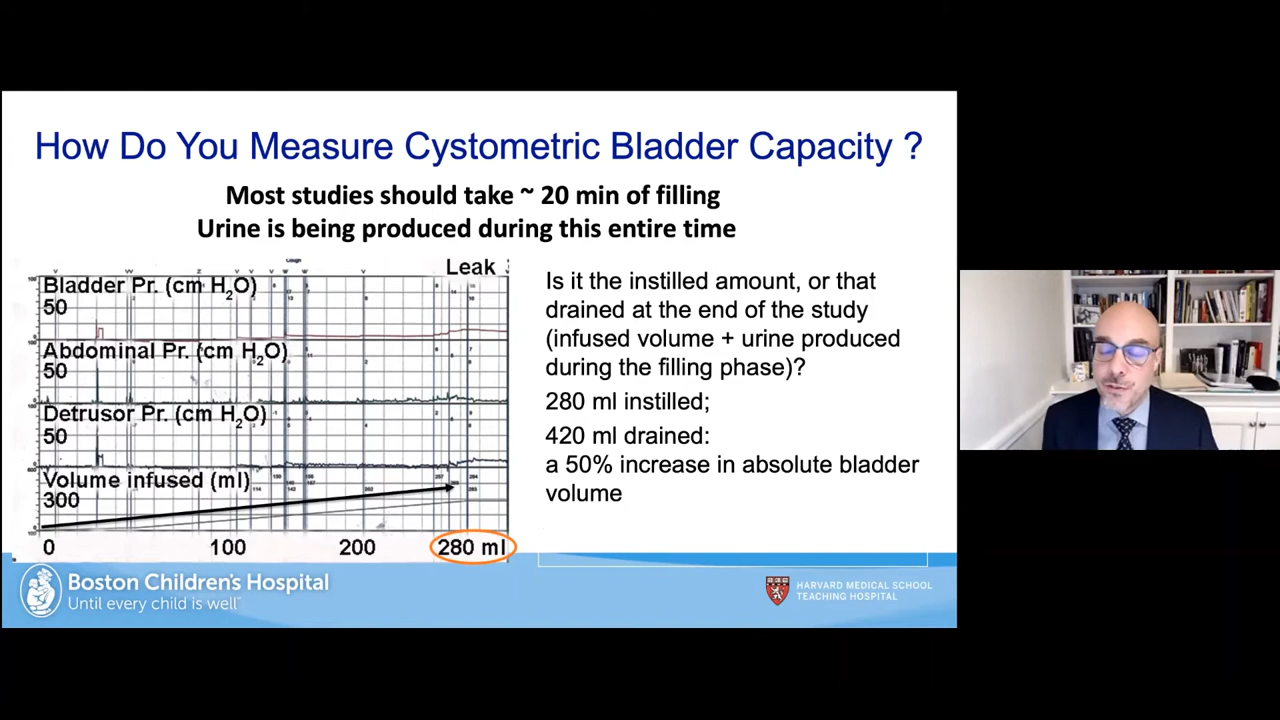 How Do You Measure Cystometric Bladder Capacity ?
Most studies should take ~ 20 min of filling
Urine is being produced during this entire time
Leak
Bladder Pr. (cm H₂O)
50
Abdominal Pr. (cm H₂O)
50
Detrusor Pr. (cm H₂O)
50
Volume infused (ml)
300
0
100
200
280 ml
Is it the instilled amount, or that
drained at the end of the study
(infused volume + urine produced
during the filling phase)?
280 ml instilled;
420 ml drained:
a 50% increase in absolute bladder
volume
Boston Children's Hospital
Until every child is well™
HARVARD MEDICAL SCHOOL
TEACHING HOSPITAL